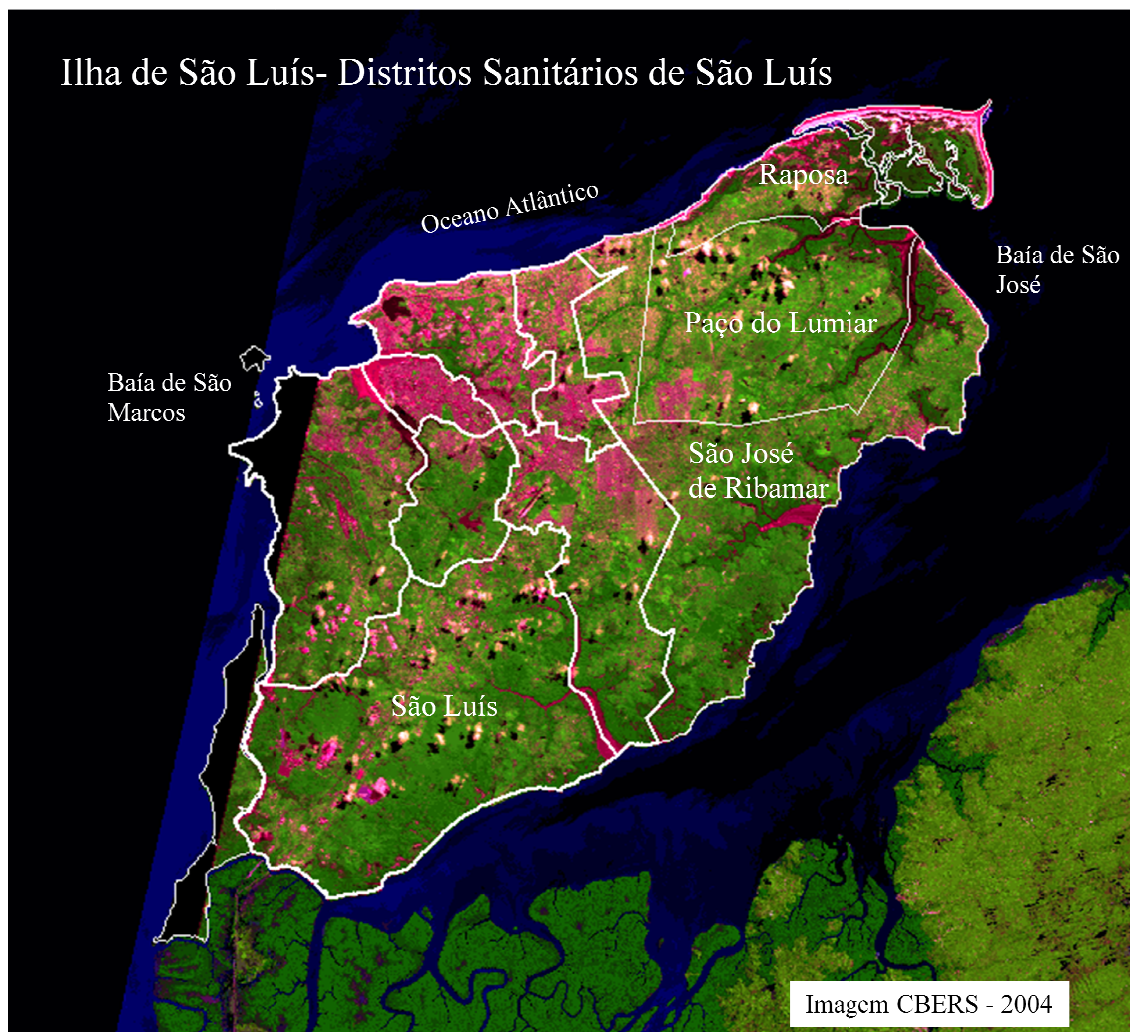 Ilha de São Luís- Distritos Sanitários de São Luís
Raposa
Oceano Atlântico
Baía de São
José
Paço do Lumiar
Baía de São
Marcos
São José
de Ribamar
São Luís
Imagem CBERS - 2004